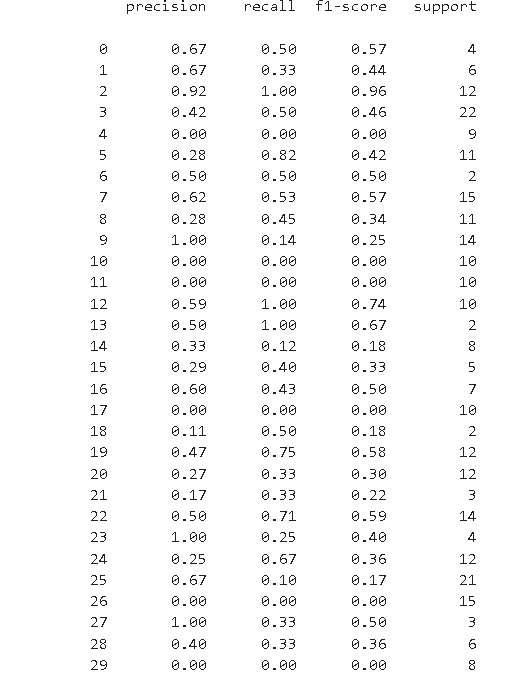 precision recall f1-score support
0 0.67 0.50 0.57 4
1 0.67 0.33 0.44 6
2 0.92 1.00 0.96 12
3 0.42 0.50 0.46 22
4 0.00 0.00 0.00 9
5 0.28 0.82 0.42 11
6 0.50 0.50 0.50 2
7 0.62 0.53 0.57 15
8 0.28 0.45 0.34 11
9 1.00 0.14 0.25 14
10 0.00 0.00 0.00 10
11 0.00 0.00 0.00 10
12 0.59 1.00 0.74 10
13 0.50 1.00 0.67 2
14 0.33 0.12 0.18 8
15 0.29 0.40 0.33 5
16 0.60 0.43 0.50 7
17 0.00 0.00 0.00 10
18 0.11 0.50 0.18 2
19 0.47 0.75 0.58 12
20 0.27 0.33 0.30 12
21 0.17 0.33 0.22 3
22 0.50 0.71 0.59 14
23 1.00 0.25 0.40 4
24 0.25 0.67 0.36 12
25 0.67 0.10 0.17 21
26 0.00 0.00 0.00 15
27 1.00 0.33 0.50 3
28 0.40 0.33 0.36 6
29 0.00 0.00 0.00 8